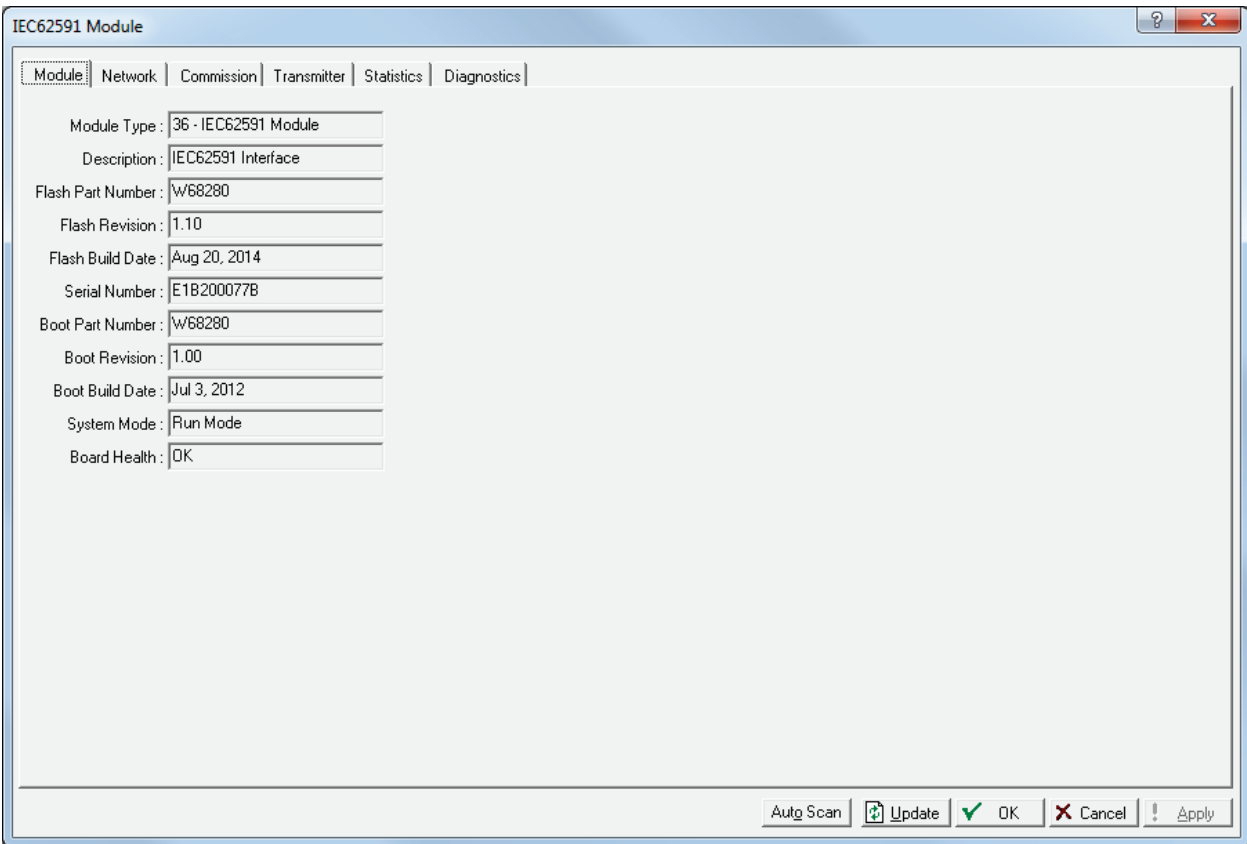 IEC62591 Module
?
X
Module Network Commission Transmitter Statistics Diagnostics
Module Type : 36 - IEC62591 Module
Description : IEC62591 Interface
Flash Part Number : W68280
Flash Revision : 1.10
Flash Build Date : Aug 20, 2014
Serial Number : E1B200077B
Boot Part Number : W68280
Boot Revision : 1.00
Boot Build Date : Jul 3, 2012
System Mode : Run Mode
Board Health : OK
Auto Scan Update OK Cancel ! Apply